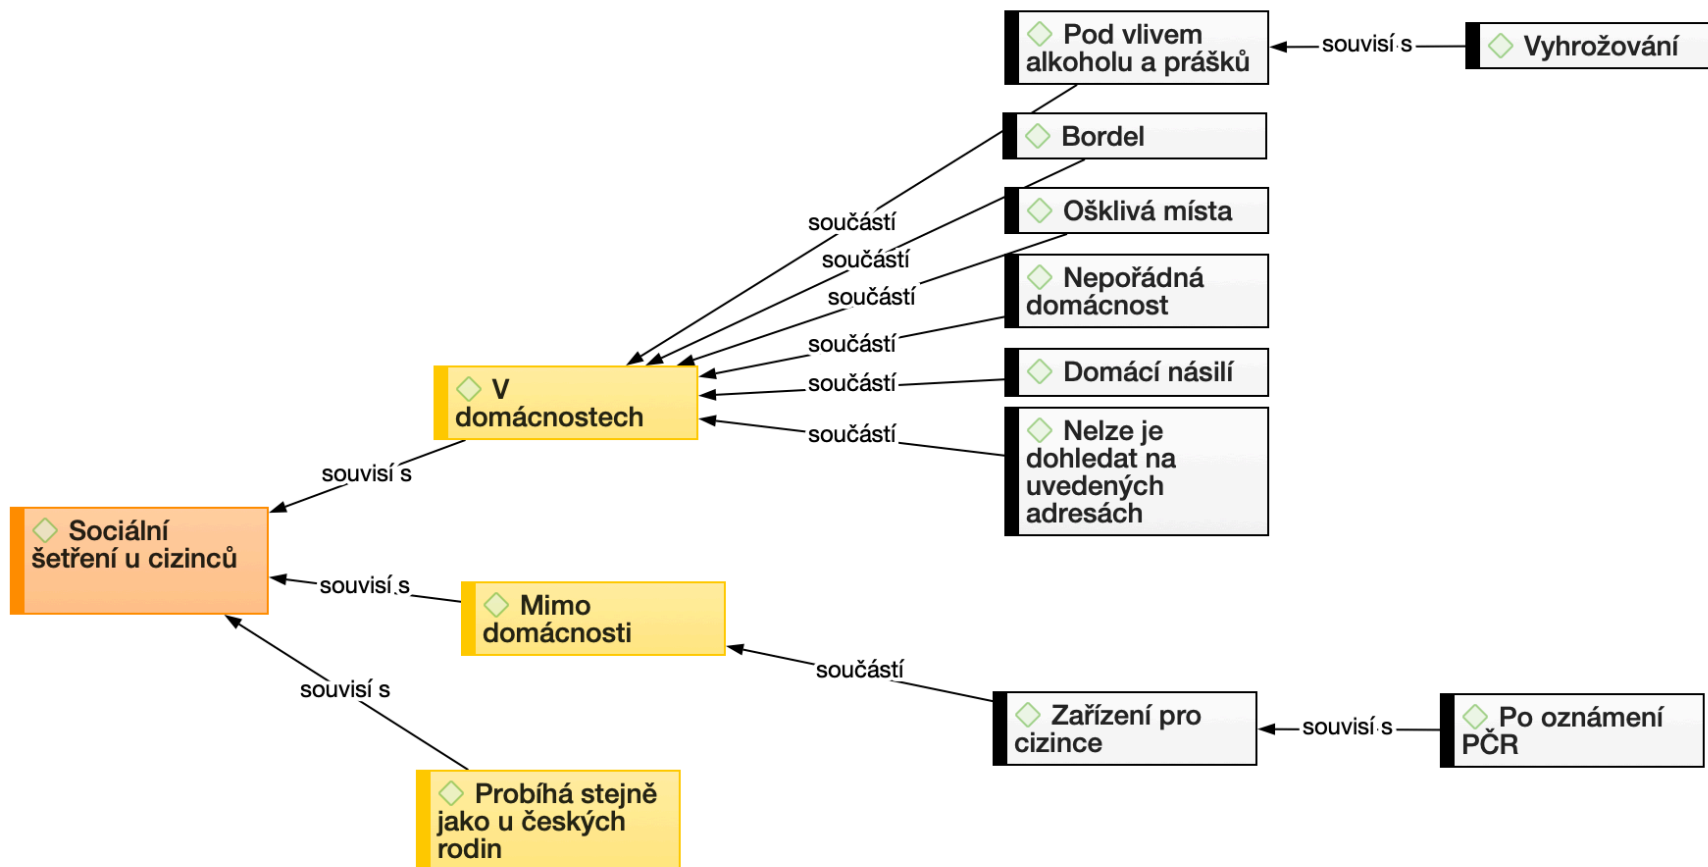 Pod vlivem
alkoholu a prášků
souvisí s
Vyhrožování
Bordel
Ošklivá místa
součástí
součástí
součástí
Nepořádná
domácnost
součástí
Domácí násilí
součástí
V
domácnostech
Nelze je
dohledat na
uvedených
adresách
součástí
souvisí s
Sociální
šetření u cizinců
souvisí s
Mimo
domácnosti
součástí
souvisí s
Zařízení pro
cizince
souvisí s
Po oznámení
PČR
Probíhá stejně
jako u českých
rodin